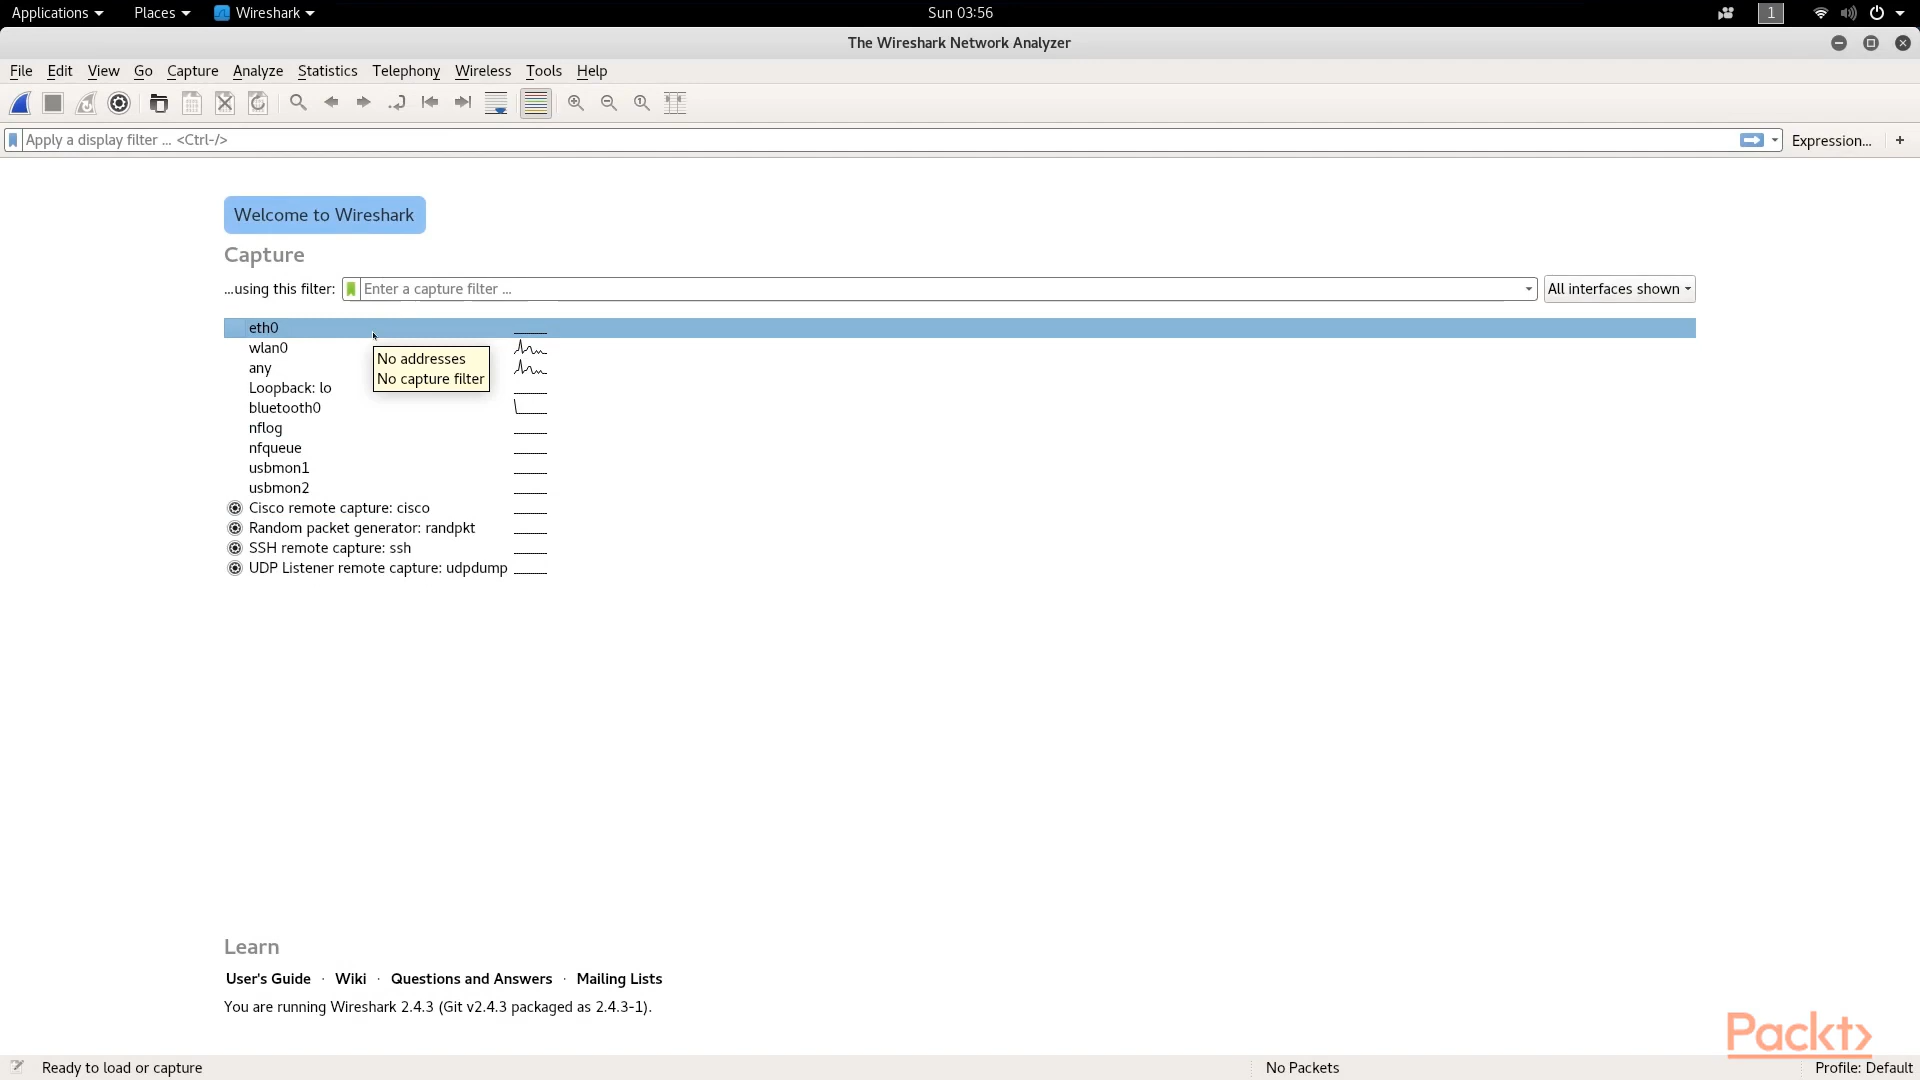 Applications Places Wireshark Sun 03:56 1
The Wireshark Network Analyzer
File Edit View Go Capture Analyze Statistics Telephony Wireless Tools Help
Apply a display filter ... <Ctrl-/> Expression... +
Welcome to Wireshark
Capture
...using this filter: Enter a capture filter ... All interfaces shown
eth0
wlan0
any
Loopback: lo
bluetooth0
nflog
nfqueue
usbmon1
usbmon2
Cisco remote capture: cisco
Random packet generator: randpkt
SSH remote capture: ssh
UDP Listener remote capture: udpdump
No addresses
No capture filter
Learn
User's Guide · Wiki · Questions and Answers · Mailing Lists
You are running Wireshark 2.4.3 (Git v2.4.3 packaged as 2.4.3-1).
Packt>
Ready to load or capture No Packets Profile: Default